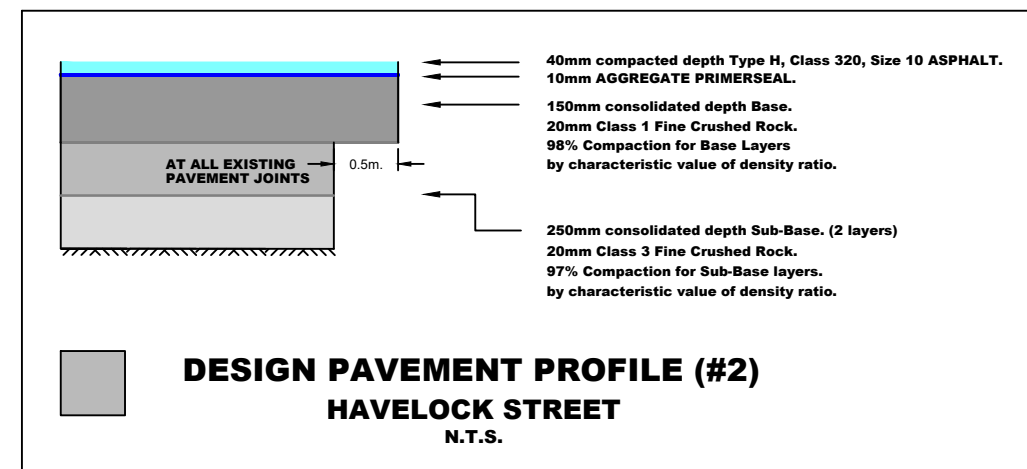 40mm compacted depth Type H, Class 320, Size 10 ASPHALT.
10mm AGGREGATE PRIMERSEAL.
150mm consolidated depth Base.
20mm Class 1 Fine Crushed Rock.
98% Compaction for Base Layers
by characteristic value of density ratio.
AT ALL EXISTING
PAVEMENT JOINTS
0.5m.
250mm consolidated depth Sub-Base. (2 layers)
20mm Class 3 Fine Crushed Rock.
97% Compaction for Sub-Base layers.
by characteristic value of density ratio.
DESIGN PAVEMENT PROFILE (#2)
HAVELOCK STREET
N.T.S.